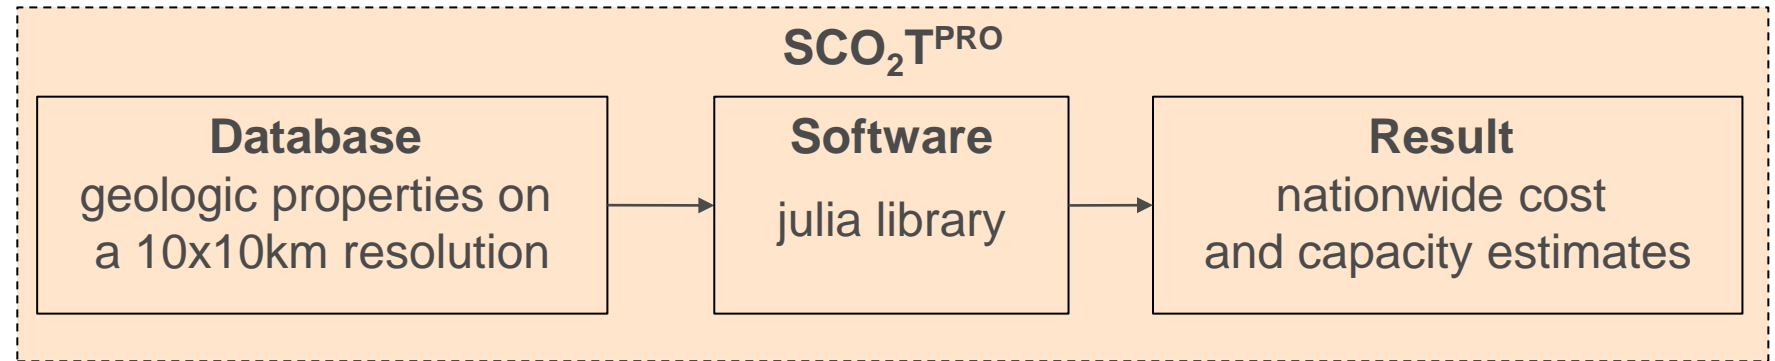 SCO₂Tᴾᴿᴼ
Database
geologic properties on
a 10x10km resolution
Software
julia library
Result
nationwide cost
and capacity estimates